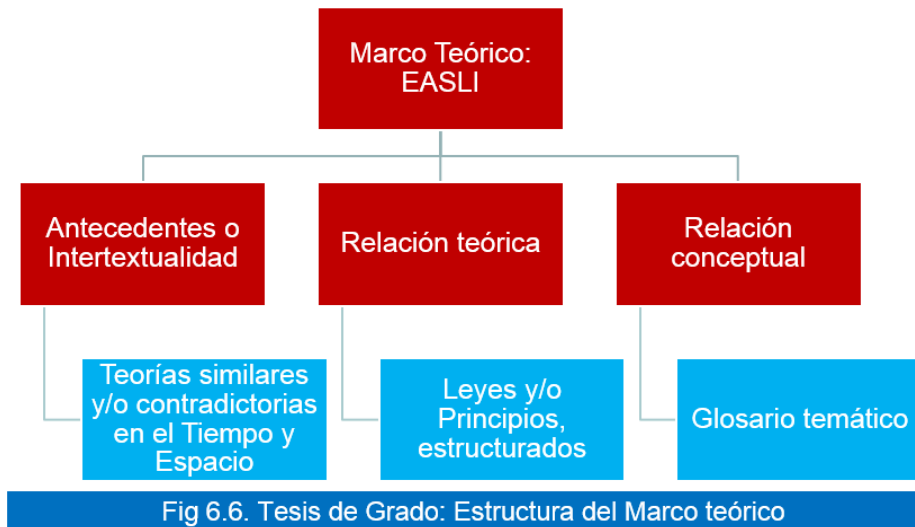 Marco Teórico:
EASLI
Antecedentes o
Intertextualidad
Relación teórica
Relación
conceptual
Teorías similares
y/o contradictorias
en el Tiempo y
Espacio
Leyes y/o
Principios,
estructurados
Glosario temático
Fig 6.6. Tesis de Grado: Estructura del Marco teórico